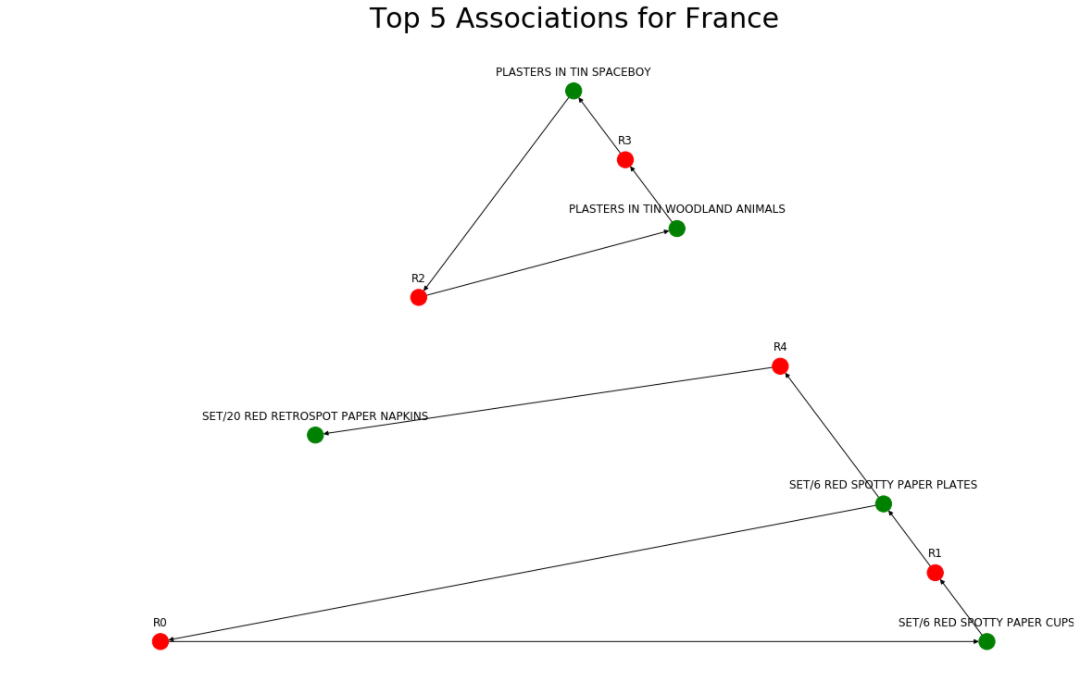 Top 5 Associations for France
PLASTERS IN TIN SPACEBOY
R3
PLASTERS IN TIN WOODLAND ANIMALS
R2
R4
SET/20 RED RETROSPOT PAPER NAPKINS
SET/6 RED SPOTTY PAPER PLATES
R1
R0
SET/6 RED SPOTTY PAPER CUPS